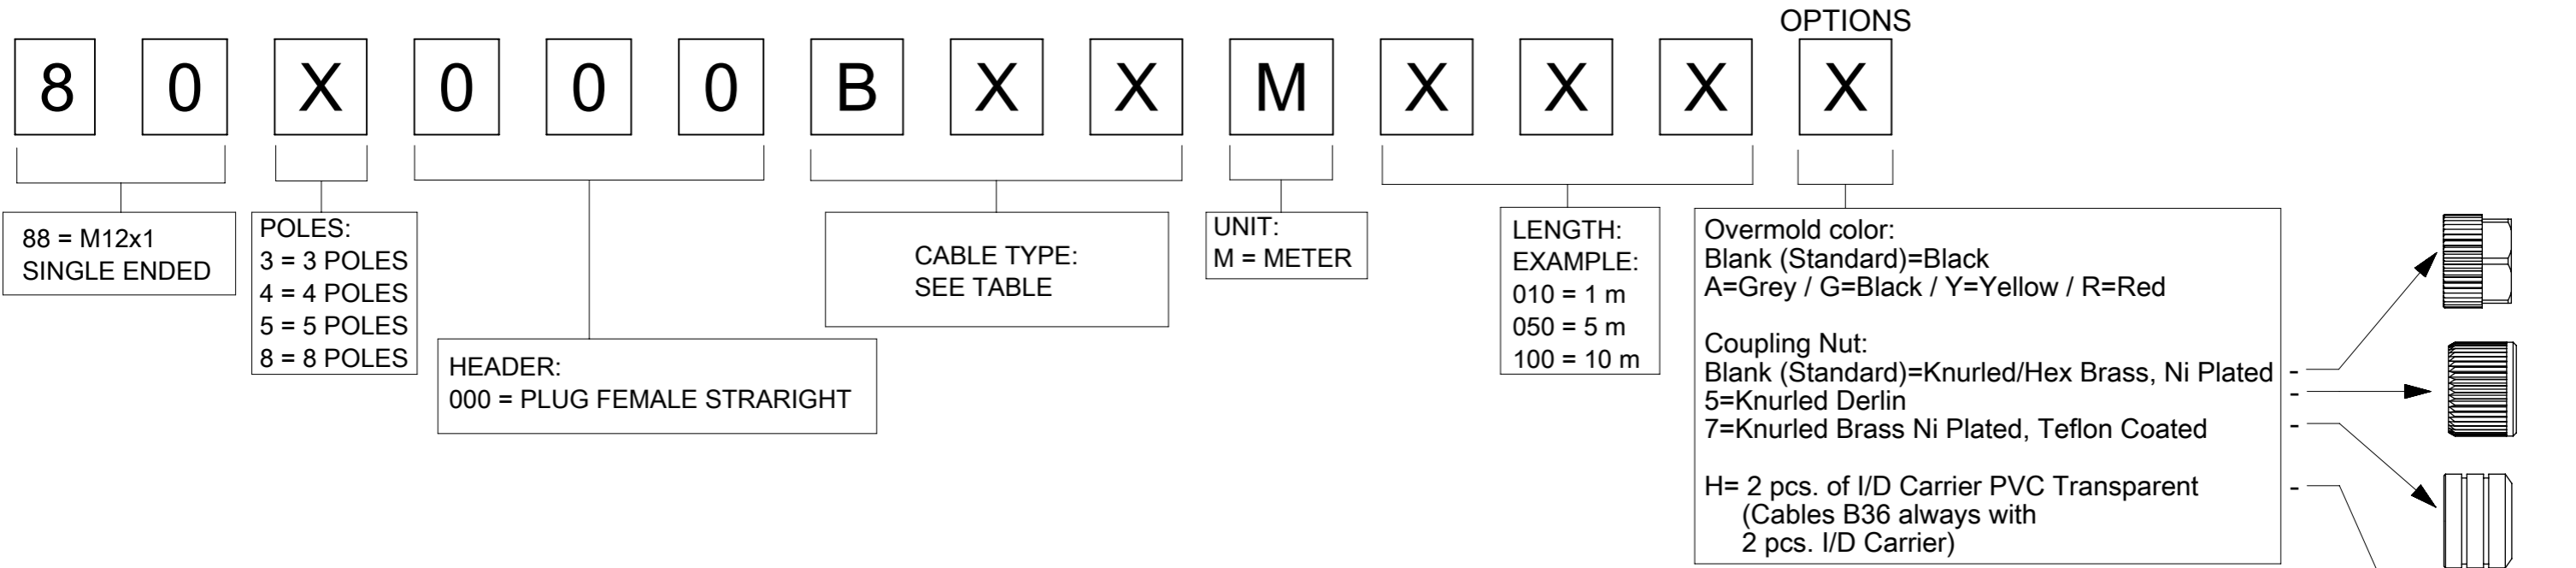 OPTIONS
8 0 X 0 0 0 B X X M X X X X
88 = M12x1
SINGLE ENDED
POLES:
3 = 3 POLES
4 = 4 POLES
5 = 5 POLES
8 = 8 POLES
HEADER:
000 = PLUG FEMALE STRARIGHT
CABLE TYPE:
SEE TABLE
UNIT:
M = METER
LENGTH:
EXAMPLE:
010 = 1 m
050 = 5 m
100 = 10 m
Overmold color:
Blank (Standard)=Black
A=Grey / G=Black / Y=Yellow / R=Red
Coupling Nut:
Blank (Standard)=Knurled/Hex Brass, Ni Plated -
5=Knurled Derlin -
7=Knurled Brass Ni Plated, Teflon Coated -
H= 2 pcs. of I/D Carrier PVC Transparent -
(Cables B36 always with
2 pcs. I/D Carrier)